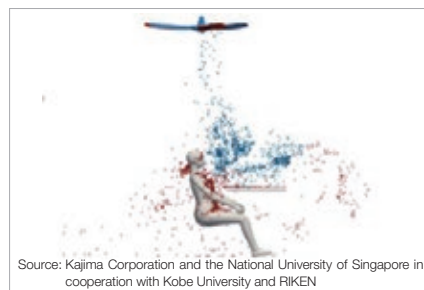 Source: Kajima Corporation and the National University of Singapore in
cooperation with Kobe University and RIKEN